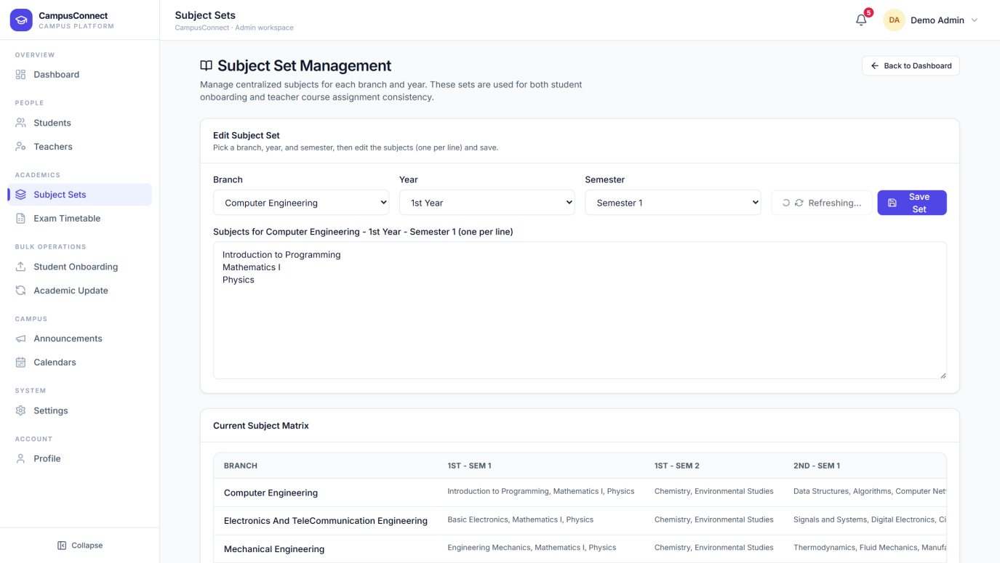 CampusConnect
CAMPUS PLATFORM
OVERVIEW
Dashboard
PEOPLE
Students
Teachers
ACADEMICS
Subject Sets
Exam Timetable
BULK OPERATIONS
Student Onboarding
Academic Update
CAMPUS
Announcements
Calendars
SYSTEM
Settings
ACCOUNT
Profile
Collapse
Subject Sets
CampusConnect · Admin workspace
5
DA
Demo Admin
Subject Set Management
Back to Dashboard
Manage centralized subjects for each branch and year. These sets are used for both student
onboarding and teacher course assignment consistency.
Edit Subject Set
Pick a branch, year, and semester, then edit the subjects (one per line) and save.
Branch
Year
Semester
Computer Engineering
1st Year
Semester 1
Refreshing...
Save
Set
Subjects for Computer Engineering - 1st Year - Semester 1 (one per line)
Introduction to Programming
Mathematics I
Physics
Current Subject Matrix
BRANCH 1ST - SEM 1 1ST - SEM 2 2ND - SEM 1
Computer Engineering Introduction to Programming, Mathematics I, Physics Chemistry, Environmental Studies Data Structures, Algorithms, Computer
Electronics And TeleCommunication Engineering Basic Electronics, Mathematics I, Physics Chemistry, Environmental Studies Signals and Systems, Digital Electronics,
Mechanical Engineering Engineering Mechanics, Mathematics I, Physics Chemistry, Environmental Studies Thermodynamics, Fluid Mechanics,